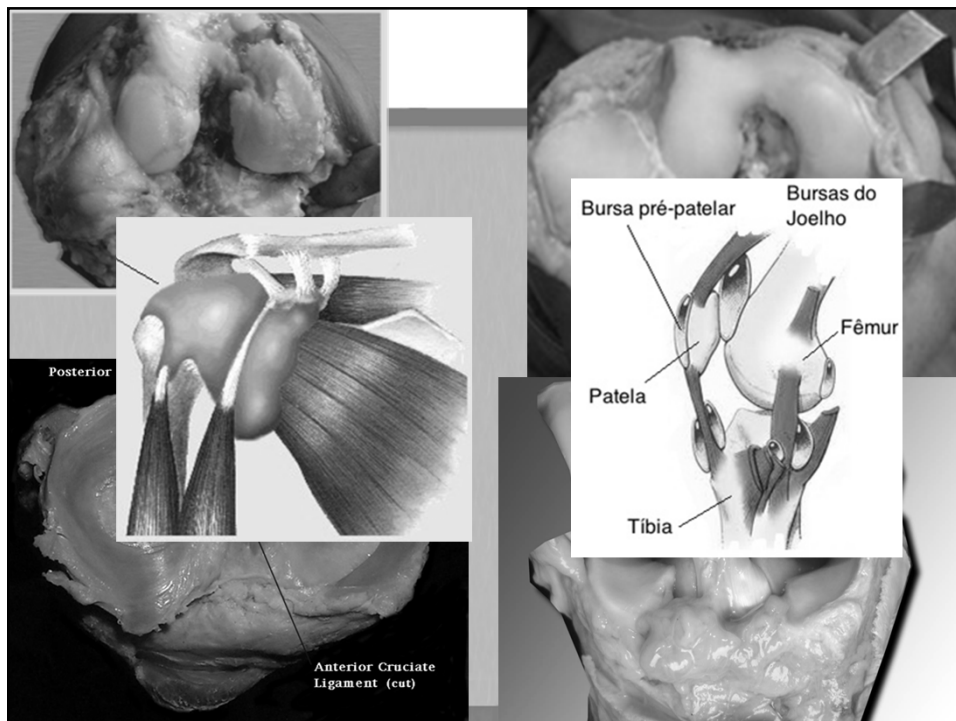 Bursa pré-patelar
Bursas do
Joelho
Fêmur
Patela
Tíbia
Posterior
Anterior Cruciate
Ligament (cut)